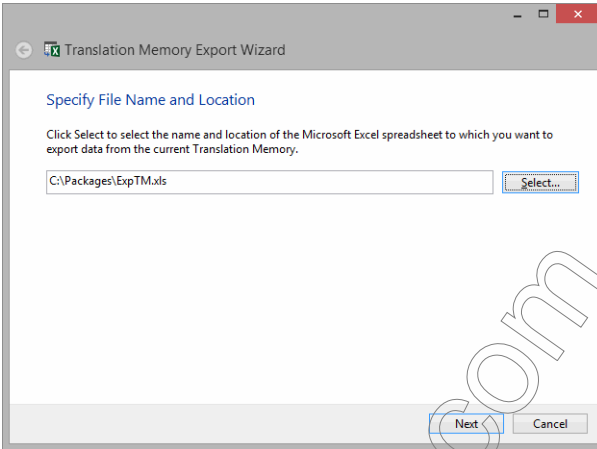 Translation Memory Export Wizard
Specify File Name and Location
Click Select to select the name and location of the Microsoft Excel spreadsheet to which you want to
export data from the current Translation Memory.
C:\Packages\ExpTM.xls
Select...
com
Next
Cancel